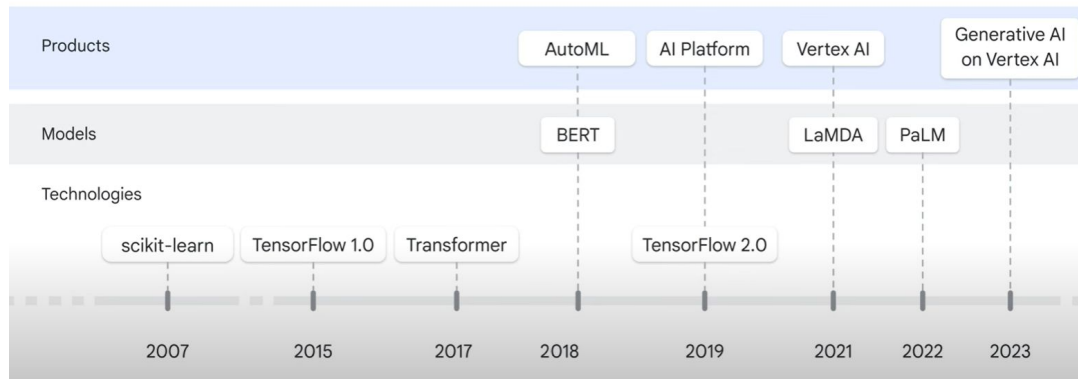 Products
AutoML
AI Platform
Vertex AI
Generative AI
on Vertex AI
Models
BERT
LaMDA
PaLM
Technologies
scikit-learn
TensorFlow 1.0
Transformer
TensorFlow 2.0
2007
2015
2017
2018
2019
2021
2022
2023